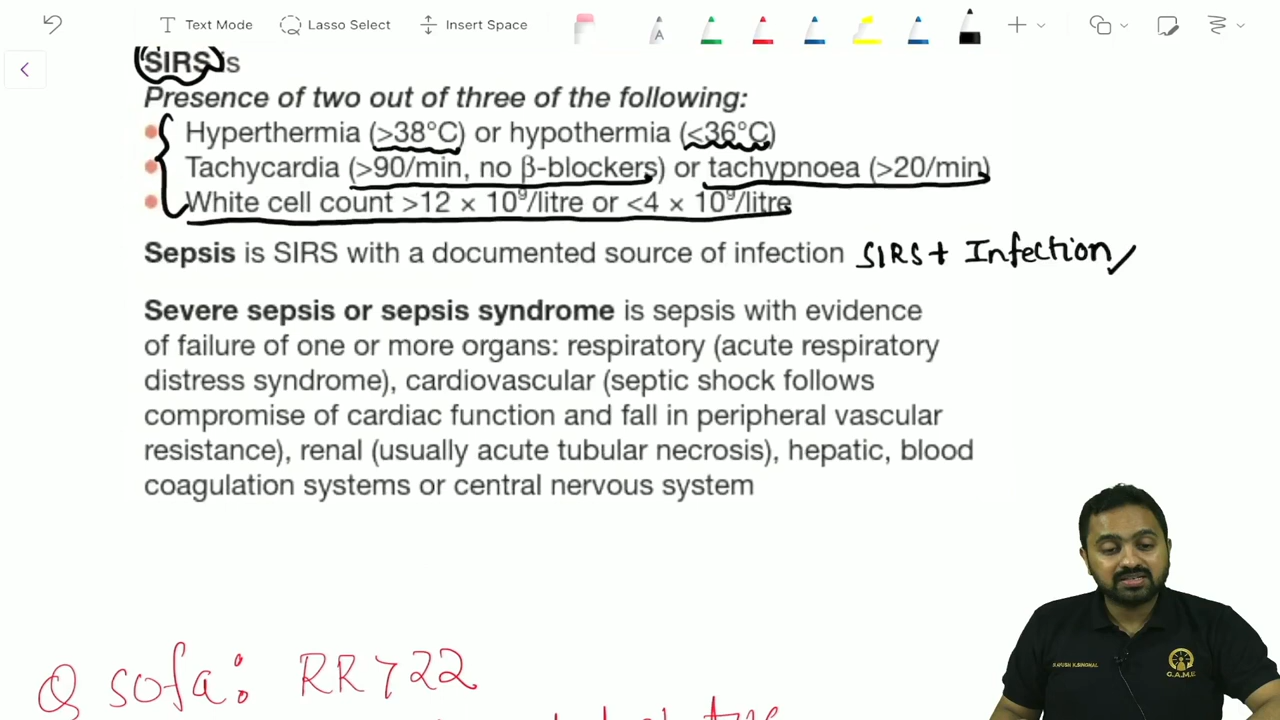 Text Mode Lasso Select Insert Space
SIRS is
Presence of two out of three of the following:
• Hyperthermia (>38°C) or hypothermia (<36°C)
• Tachycardia (>90/min, no β-blockers) or tachypnoea (>20/min)
• White cell count >12 × 10⁹/litre or <4 × 10⁹/litre
Sepsis is SIRS with a documented source of infection SIRS + Infection
Severe sepsis or sepsis syndrome is sepsis with evidence
of failure of one or more organs: respiratory (acute respiratory
distress syndrome), cardiovascular (septic shock follows
compromise of cardiac function and fall in peripheral vascular
resistance), renal (usually acute tubular necrosis), hepatic, blood
coagulation systems or central nervous system
Q sofa: RR > 22
G.A.M.E